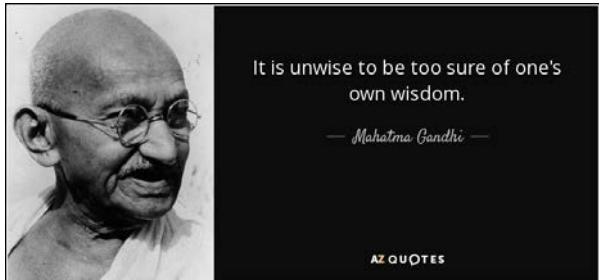 It is unwise to be too sure of one's
own wisdom.
— Mahatma Gandhi —
AZ QUOTES